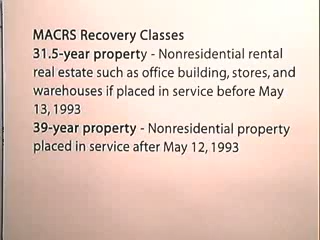 MACRS Recovery Classes
31.5-year property - Nonresidential rental
real estate such as office building, stores, and
warehouses if placed in service before May
13, 1993
39-year property - Nonresidential property
placed in service after May 12, 1993